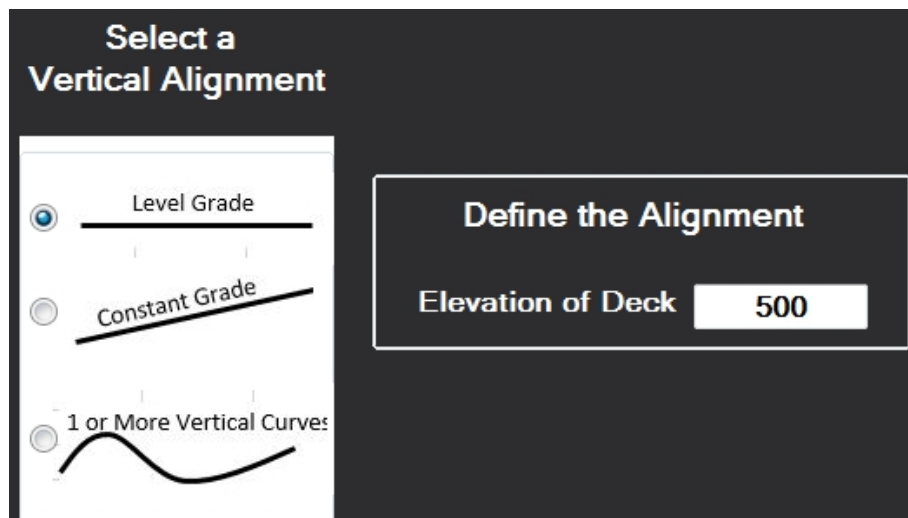 Select a
Vertical Alignment
Level Grade
Constant Grade
1 or More Vertical Curves
Define the Alignment
Elevation of Deck 500